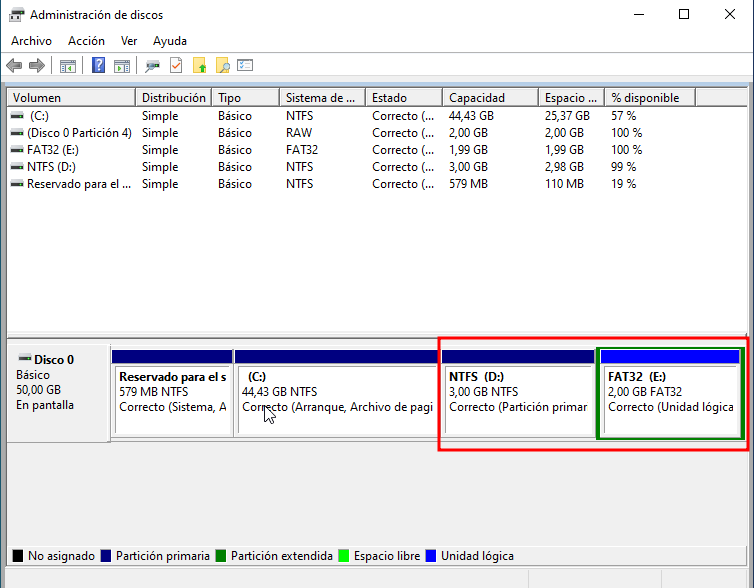 Administración de discos
Archivo Acción Ver Ayuda
Volumen Distribución Tipo Sistema de ... Estado Capacidad Espacio ... % disponible
(C:) Simple Básico NTFS Correcto (... 44,43 GB 25,37 GB 57 %
(Disco 0 Partición 4) Simple Básico RAW Correcto (... 2,00 GB 2,00 GB 100 %
FAT32 (E:) Simple Básico FAT32 Correcto (... 1,99 GB 1,99 GB 100 %
NTFS (D:) Simple Básico NTFS Correcto (... 3,00 GB 2,98 GB 99 %
Reservado para el ... Simple Básico NTFS Correcto (... 579 MB 110 MB 19 %
Disco 0
Básico
50,00 GB
En pantalla
Reservado para el s
579 MB NTFS
Correcto (Sistema, A
(C:)
44,43 GB NTFS
Correcto (Arranque, Archivo de pagi
NTFS (D:)
3,00 GB NTFS
Correcto (Partición primar
FAT32 (E:)
2,00 GB FAT32
Correcto (Unidad lógica
No asignado Partición primaria Partición extendida Espacio libre Unidad lógica